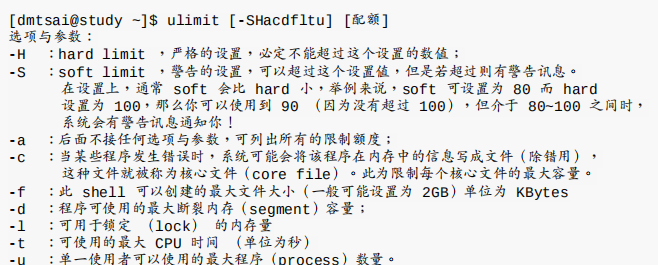 [dmtsai@study ~]$ ulimit [-SHacdfltu] [配额]
选项与参数：
-H ：hard limit ，严格的设置，必定不能超过这个设置的数值；
-S ：soft limit ，警告的设置，可以超过这个设置值，但是若超过则有警告讯息。
在设置上，通常 soft 会比 hard 小，举例来说，soft 可设置为 80 而 hard
设置为 100，那么你可以使用到 90 （因为没有超过 100），但介于 80~100 之间时，
系统会有警告讯息通知你！
-a ：后面不接任何选项与参数，可列出所有的限制额度；
-c ：当某些程序发生错误时，系统可能会将该程序在内存中的信息写成文件（除错用），
这种文件就被称为核心文件（core file）。此为限制每个核心文件的最大容量。
-f ：此 shell 可以创建的最大文件大小（一般可能设置为 2GB）单位为 KBytes
-d ：程序可使用的最大断裂内存（segment）容量；
-l ：可用于锁定 （lock） 的内存量
-t ：可使用的最大 CPU 时间 （单位为秒）
-u ：单一使用者可以使用的最大程序（process）数量。